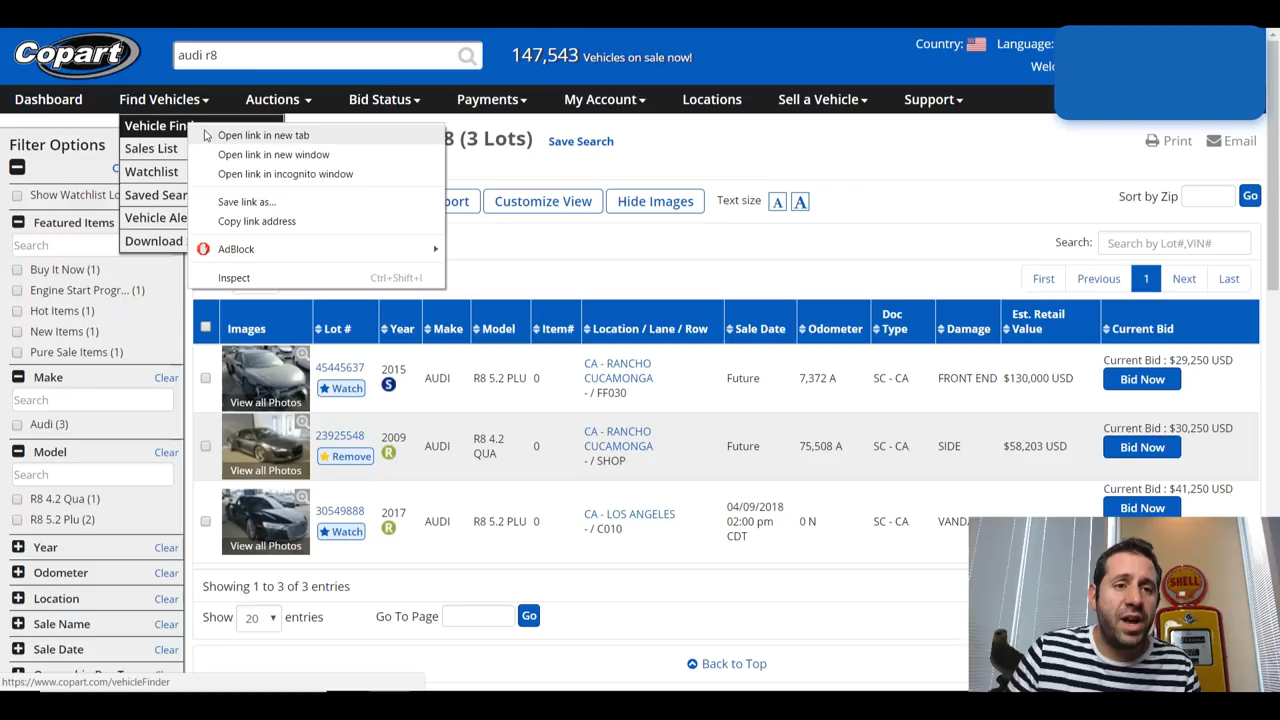 Copart
audi r8
147,543 Vehicles on sale now!
Country:
Language:
Welc
Dashboard
Find Vehicles
Auctions
Bid Status
Payments
My Account
Locations
Sell a Vehicle
Support
Vehicle Fin
Sales List
Watchlist
Saved Sear
Vehicle Ale
Download
Open link in new tab
Open link in new window
Open link in incognito window
Save link as...
Copy link address
AdBlock
Inspect Ctrl+Shift+I
8 (3 Lots)
Save Search
Print
Email
port
Customize View
Hide Images
Text size A A
Sort by Zip
Go
Search:
Search by Lot#,VIN#
First Previous 1 Next Last
Filter Options
Show Watchlist Lo
Featured Items
Search
Buy It Now (1)
Engine Start Progr... (1)
Hot Items (1)
New Items (1)
Pure Sale Items (1)
Make Clear
Search
Audi (3)
Model Clear
Search
R8 4.2 Qua (1)
R8 5.2 Plu (2)
Year Clear
Odometer Clear
Location Clear
Sale Name Clear
Sale Date Clear
Images
Lot #
Year
Make
Model
Item#
Location / Lane / Row
Sale Date
Odometer
Doc
Type
Damage
Est. Retail
Value
Current Bid
View all Photos
45445637
Watch
2015
S
AUDI
R8 5.2 PLU
0
CA - RANCHO
CUCAMONGA
- / FF030
Future
7,372 A
SC - CA
FRONT END
$130,000 USD
Current Bid : $29,250 USD
Bid Now
View all Photos
23925548
Remove
2009
R
AUDI
R8 4.2
QUA
0
CA - RANCHO
CUCAMONGA
- / SHOP
Future
75,508 A
SC - CA
SIDE
$58,203 USD
Current Bid : $30,250 USD
Bid Now
View all Photos
30549888
Watch
2017
R
AUDI
R8 5.2 PLU
0
CA - LOS ANGELES
- / C010
04/09/2018
02:00 pm
CDT
0 N
SC - CA
VANDA
Current Bid : $41,250 USD
Bid Now
Showing 1 to 3 of 3 entries
Show 20 entries
Go To Page
Go
Back to Top
https://www.copart.com/vehicleFinder
SHELL